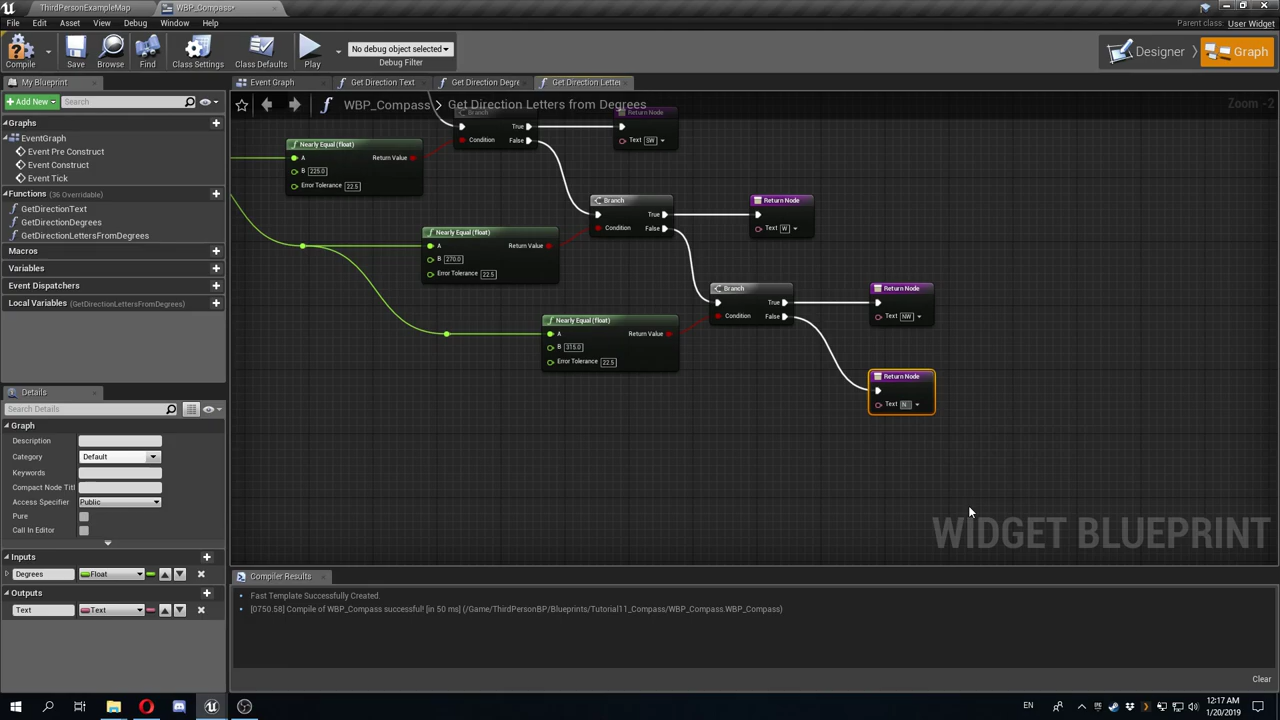 ThirdPersonExampleMap
WBP_Compass*
File Edit Asset View Debug Window Help
Parent class: User Widget
Compile Save Browse Find Class Settings Class Defaults Play
No debug object selected
Debug Filter
Designer Graph
My Blueprint
Event Graph Get Direction Text Get Direction Degre Get Direction Letter
Add New Search
WBP_Compass > Get Direction Letters from Degrees
Zoom -2
Graphs
EventGraph
Event Pre Construct
Event Construct
Event Tick
Functions (36 Overridable)
GetDirectionText
GetDirectionDegrees
GetDirectionLettersFromDegrees
Macros
Variables
Event Dispatchers
Local Variables (GetDirectionLettersFromDegrees)
Branch
True
Condition False
Return Node
Text SW
Nearly Equal (float)
A Return Value
B 225.0
Error Tolerance 22.5
Branch
True
Condition False
Return Node
Text W
Nearly Equal (float)
A Return Value
B 270.0
Error Tolerance 22.5
Branch
True
Condition False
Return Node
Text NW
Nearly Equal (float)
A Return Value
B 315.0
Error Tolerance 22.5
Return Node
Text N
WIDGET BLUEPRINT
Details
Search Details
Graph
Description
Category Default
Keywords
Compact Node Titl
Access Specifier Public
Pure
Call In Editor
Inputs
Degrees Float
Outputs
Text Text
Compiler Results
Fast Template Successfully Created.
[0750.58] Compile of WBP_Compass successful! [in 50 ms] (/Game/ThirdPersonBP/Blueprints/Tutorial11_Compass/WBP_Compass.WBP_Compass)
Clear
EN
12:17 AM
1/20/2019